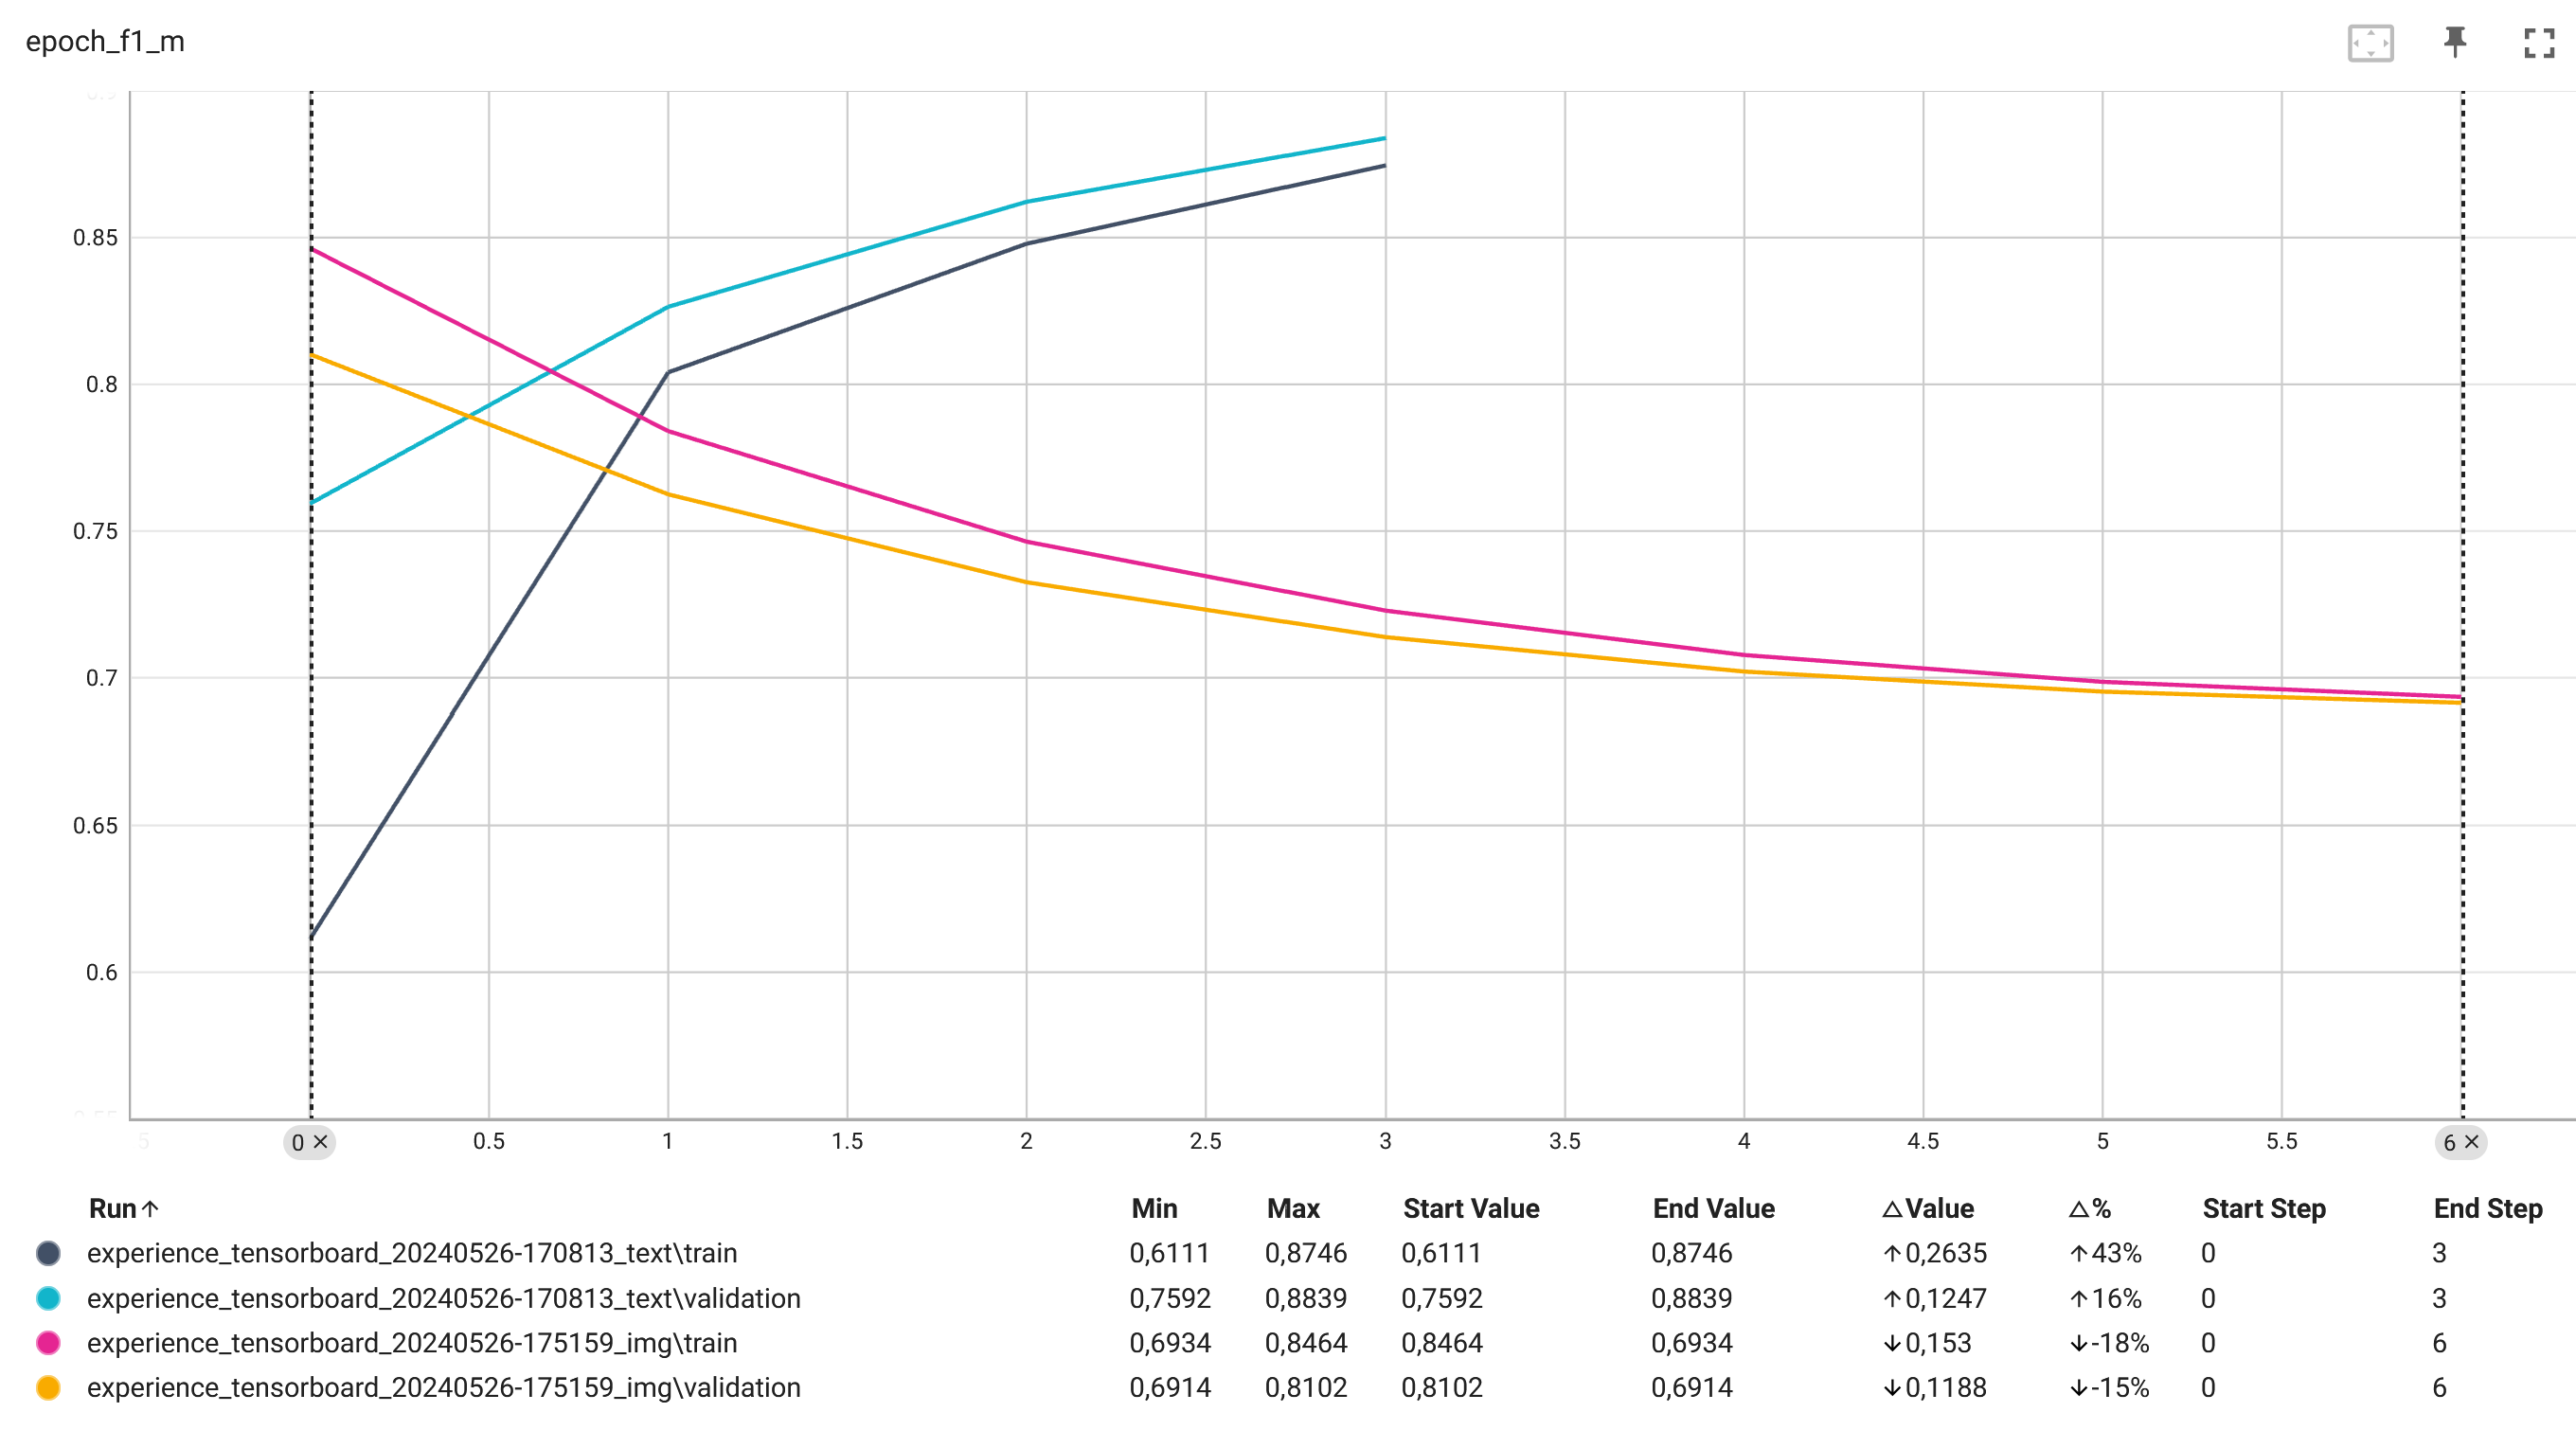 epoch_f1_m
0.85
0.8
0.75
0.7
0.65
0.6
0 × 0.5 1 1.5 2 2.5 3 3.5 4 4.5 5 5.5 6 ×
Run↑ Min Max Start Value End Value △Value △% Start Step End Step
experience_tensorboard_20240526-170813_text\train 0,6111 0,8746 0,6111 0,8746 ↑0,2635 ↑43% 0 3
experience_tensorboard_20240526-170813_text\validation 0,7592 0,8839 0,7592 0,8839 ↑0,1247 ↑16% 0 3
experience_tensorboard_20240526-175159_img\train 0,6934 0,8464 0,8464 0,6934 ↓0,153 ↓-18% 0 6
experience_tensorboard_20240526-175159_img\validation 0,6914 0,8102 0,8102 0,6914 ↓0,1188 ↓-15% 0 6